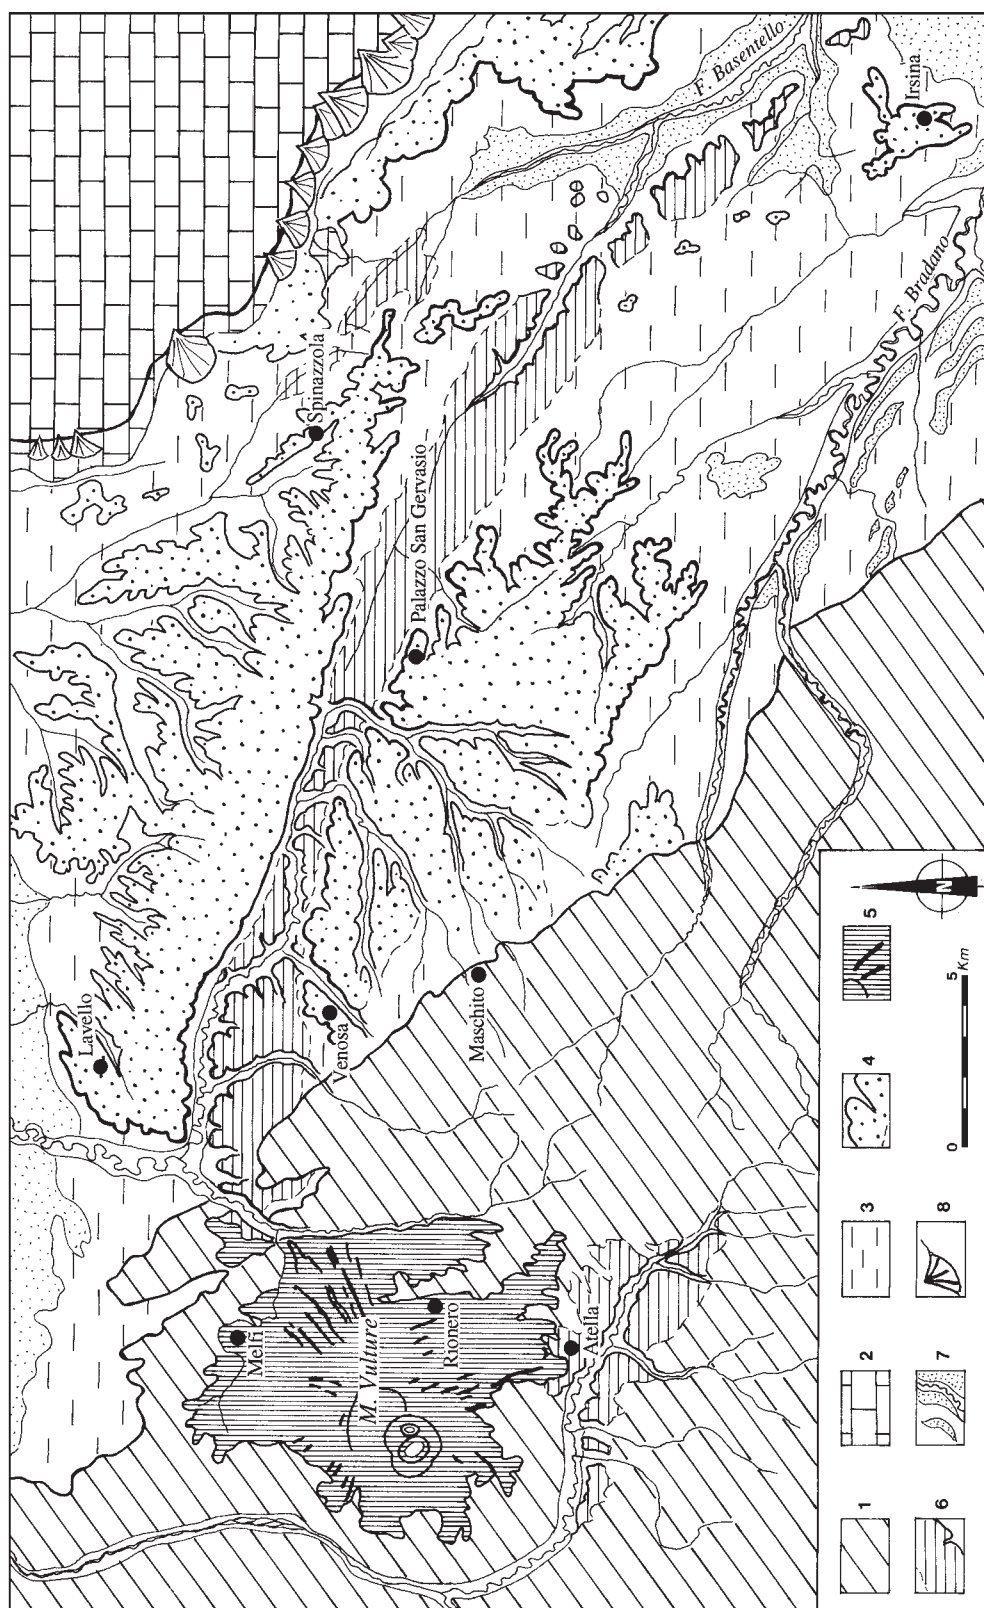 F. Basentello
Irsina
Spinazzola
F. Bradano
Palazzo San Gervasio
Lavello
Venosa
Maschito
Melfi
M. Vulture
Rionero
Atella
1
2
3
4
5
6
7
8
N
0
5 Km